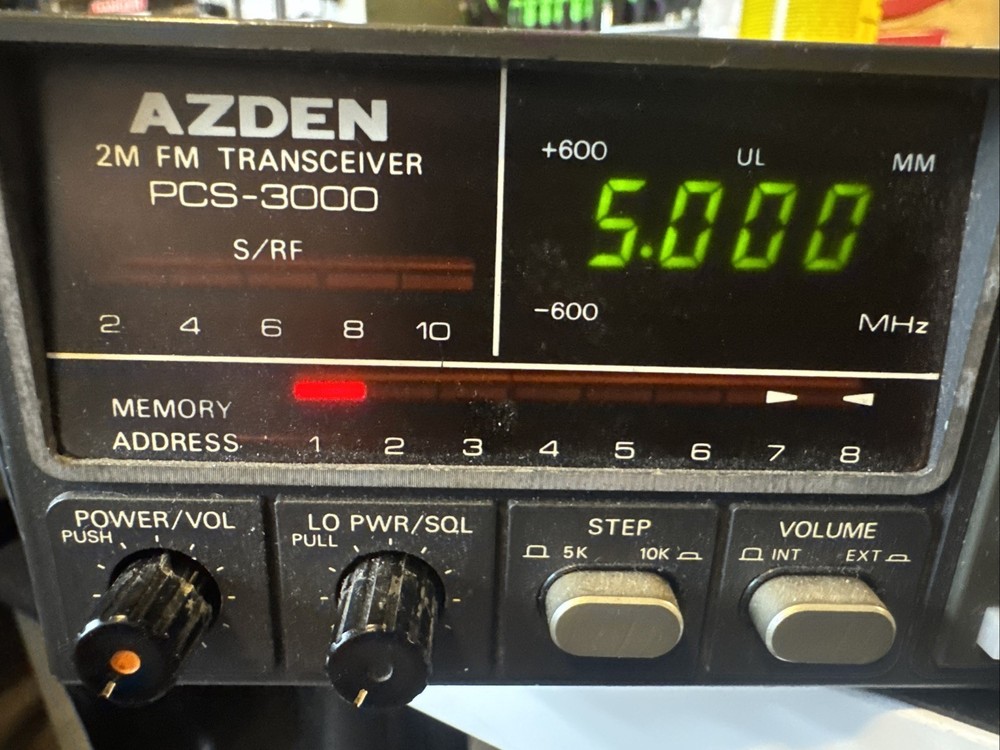 AZDEN
2M FM TRANSCEIVER
PCS-3000
S/RF
2 4 6 8 10
+600 UL MM
5.000
-600 MHz
MEMORY
ADDRESS 1 2 3 4 5 6 7 8
POWER/VOL
PUSH
LO PWR/SQL
PULL
STEP
5K 10K
VOLUME
INT EXT